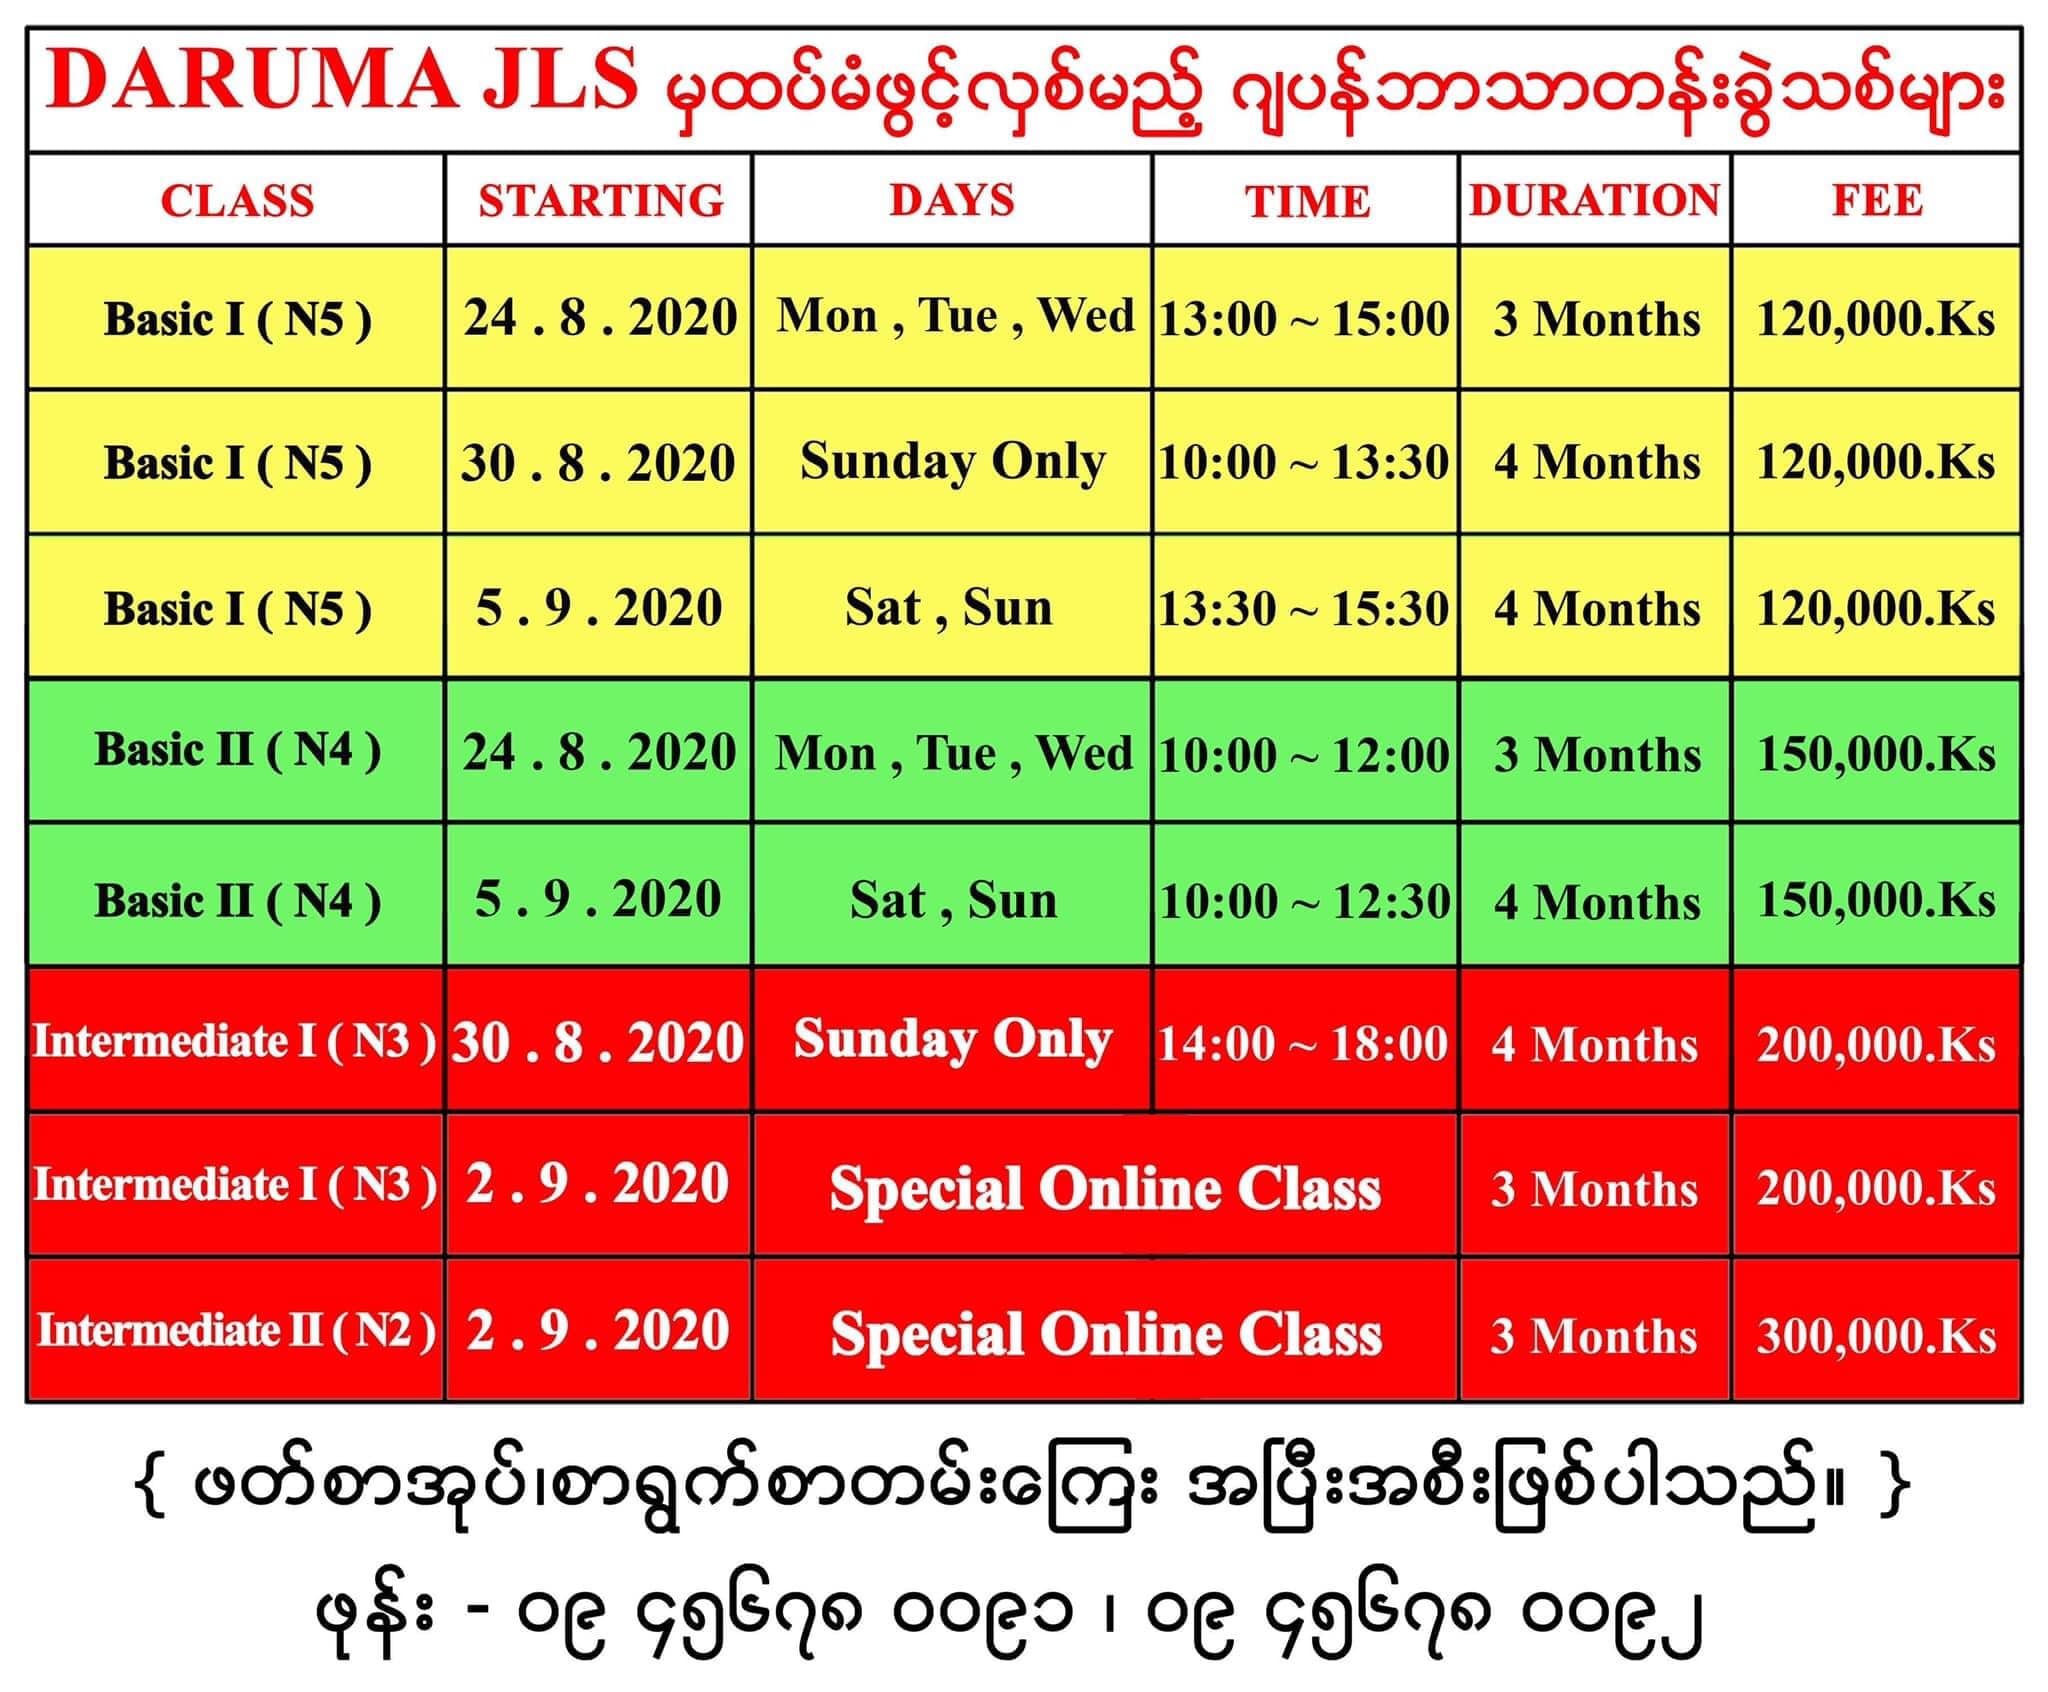 DARUMA JLS မှထပ်မံဖွင့်လှစ်မည့် ဂျပန်ဘာသာတန်းခွဲသစ်များ
CLASS STARTING DAYS TIME DURATION FEE
Basic I ( N5 ) 24 . 8 . 2020 Mon , Tue , Wed 13:00 ~ 15:00 3 Months 120,000.Ks
Basic I ( N5 ) 30 . 8 . 2020 Sunday Only 10:00 ~ 13:30 4 Months 120,000.Ks
Basic I ( N5 ) 5 . 9 . 2020 Sat , Sun 13:30 ~ 15:30 4 Months 120,000.Ks
Basic II ( N4 ) 24 . 8 . 2020 Mon , Tue , Wed 10:00 ~ 12:00 3 Months 150,000.Ks
Basic II ( N4 ) 5 . 9 . 2020 Sat , Sun 10:00 ~ 12:30 4 Months 150,000.Ks
Intermediate I ( N3 ) 30 . 8 . 2020 Sunday Only 14:00 ~ 18:00 4 Months 200,000.Ks
Intermediate I ( N3 ) 2 . 9 . 2020 Special Online Class 3 Months 200,000.Ks
Intermediate II ( N2 ) 2 . 9 . 2020 Special Online Class 3 Months 300,000.Ks
{ ဖတ်စာအုပ်၊စာရွက်စာတမ်းကြေး အပြီးအစီးဖြစ်ပါသည်။ }
ဖုန်း - ၀၉ ၄၅၆၇၈ ၀၀၉၁ ၊ ၀၉ ၄၅၆၇၈ ၀၀၉၂